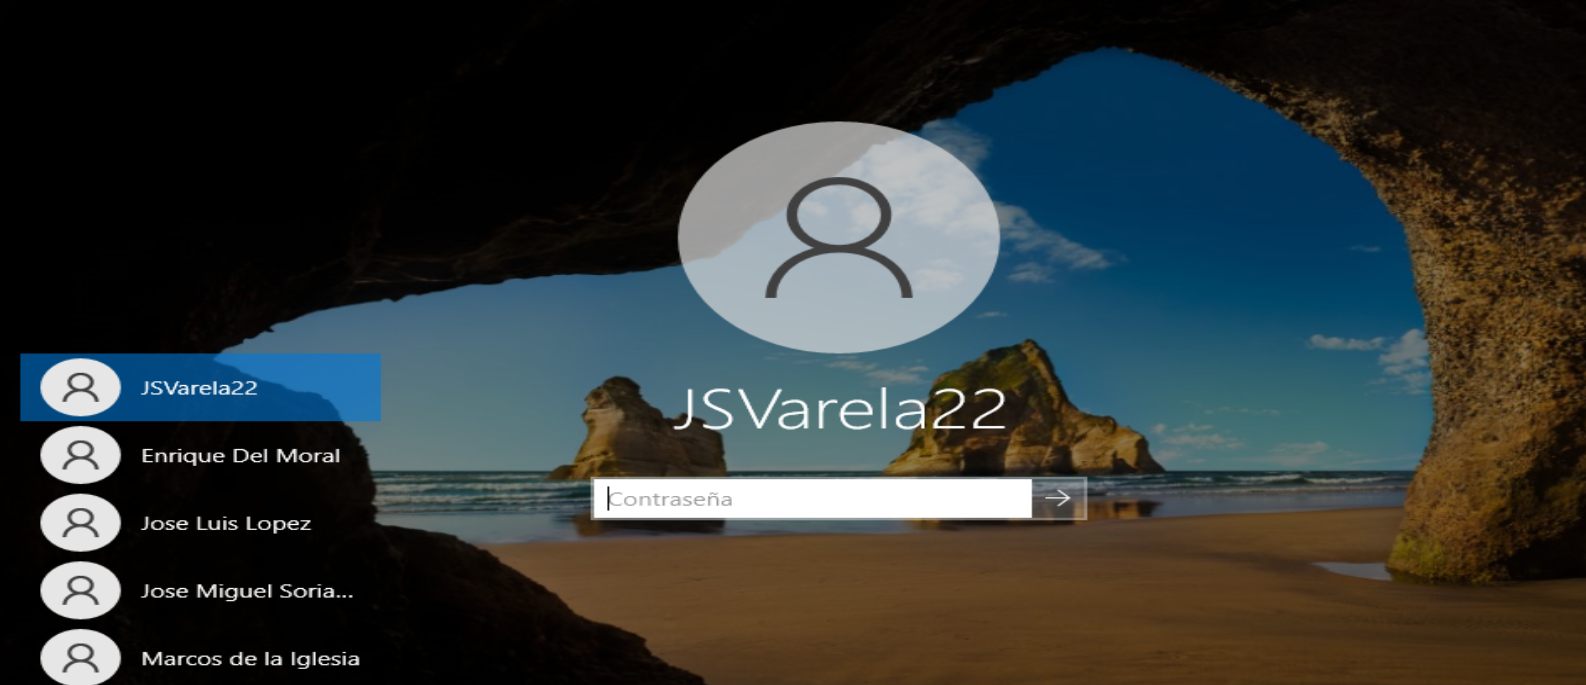 JSVarela22
Enrique Del Moral
Jose Luis Lopez
Jose Miguel Soria...
Marcos de la Iglesia
JSVarela22
Contraseña